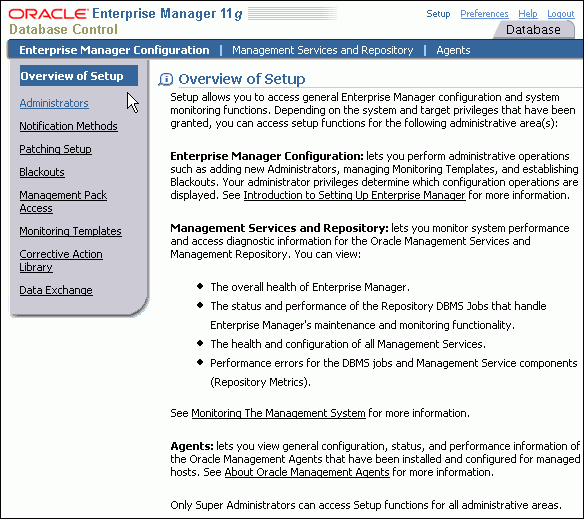 ORACLE Enterprise Manager 11g
Database Control
Setup Preferences Help Logout
Database
Enterprise Manager Configuration | Management Services and Repository | Agents
Overview of Setup
Administrators
Notification Methods
Patching Setup
Blackouts
Management Pack
Access
Monitoring Templates
Corrective Action
Library
Data Exchange
Overview of Setup
Setup allows you to access general Enterprise Manager configuration and system
monitoring functions. Depending on the system and target privileges that have been
granted, you can access setup functions for the following administrative area(s):
Enterprise Manager Configuration: lets you perform administrative operations
such as adding new Administrators, managing Monitoring Templates, and establishing
Blackouts. Your administrator privileges determine which configuration operations are
displayed. See Introduction to Setting Up Enterprise Manager for more information.
Management Services and Repository: lets you monitor system performance
and access diagnostic information for the Oracle Management Services and
Management Repository. You can view:
• The overall health of Enterprise Manager.
• The status and performance of the Repository DBMS Jobs that handle
Enterprise Manager's maintenance and monitoring functionality.
• The health and configuration of all Management Services.
• Performance errors for the DBMS jobs and Management Service components
(Repository Metrics).
See Monitoring The Management System for more information.
Agents: lets you view general configuration, status, and performance information of
the Oracle Management Agents that have been installed and configured for managed
hosts. See About Oracle Management Agents for more information.
Only Super Administrators can access Setup functions for all administrative areas.